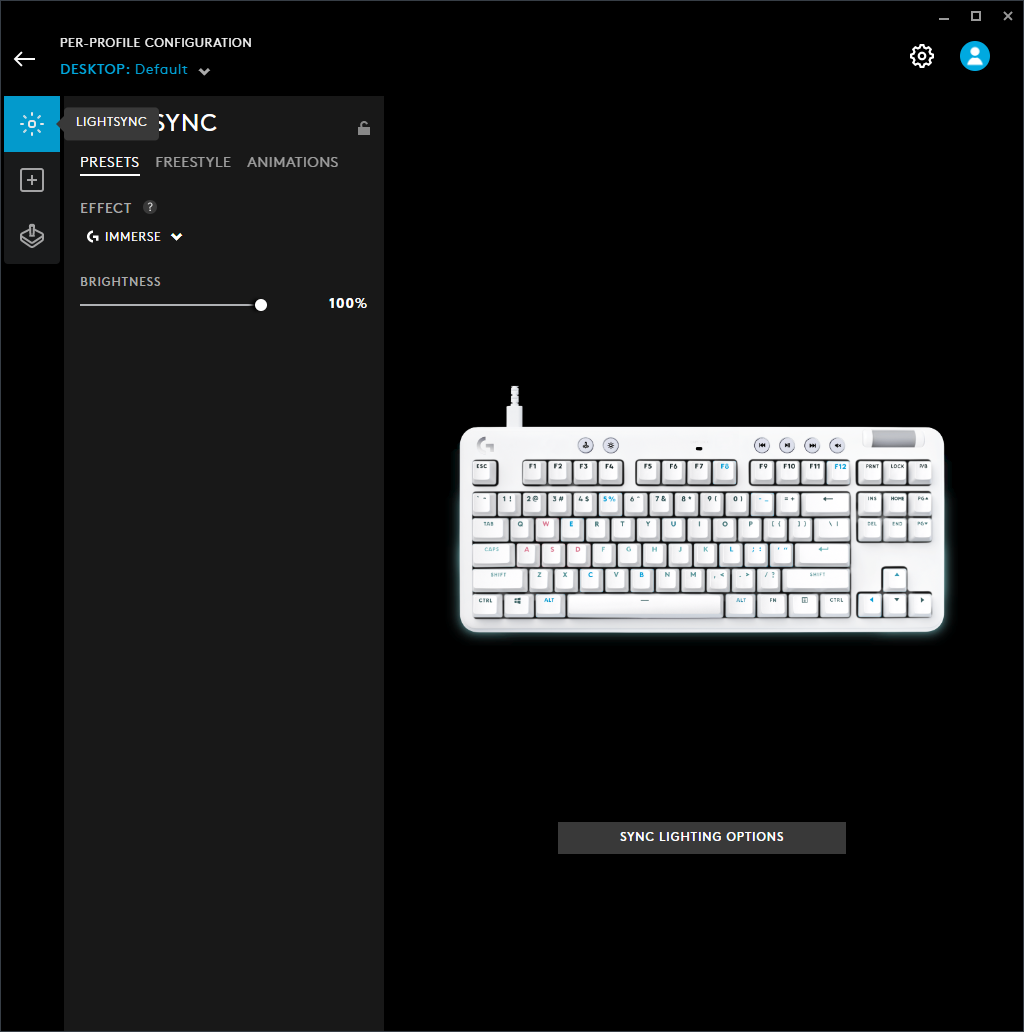 PER-PROFILE CONFIGURATION
DESKTOP: Default
LIGHTSYNC
SYNC
PRESETS FREESTYLE ANIMATIONS
EFFECT ?
IMMERSE
BRIGHTNESS
100%
ESC F1 F2 F3 F4 F5 F6 F7 F8 F9 F10 F11 F12 PRNT LOCK P/B
` ~ 1 ! 2 @ 3 # 4 $ 5 % 6 ^ 7 & 8 * 9 ( 0 ) - _ = + ← INS HOME PG▲
TAB Q W E R T Y U I O P [ { ] } \ | DEL END PG▼
CAPS A S D F G H J K L ; : ' "
SHIFT Z X C V B N M , < . > / ? SHIFT
CTRL ALT ALT FN CTRL
SYNC LIGHTING OPTIONS